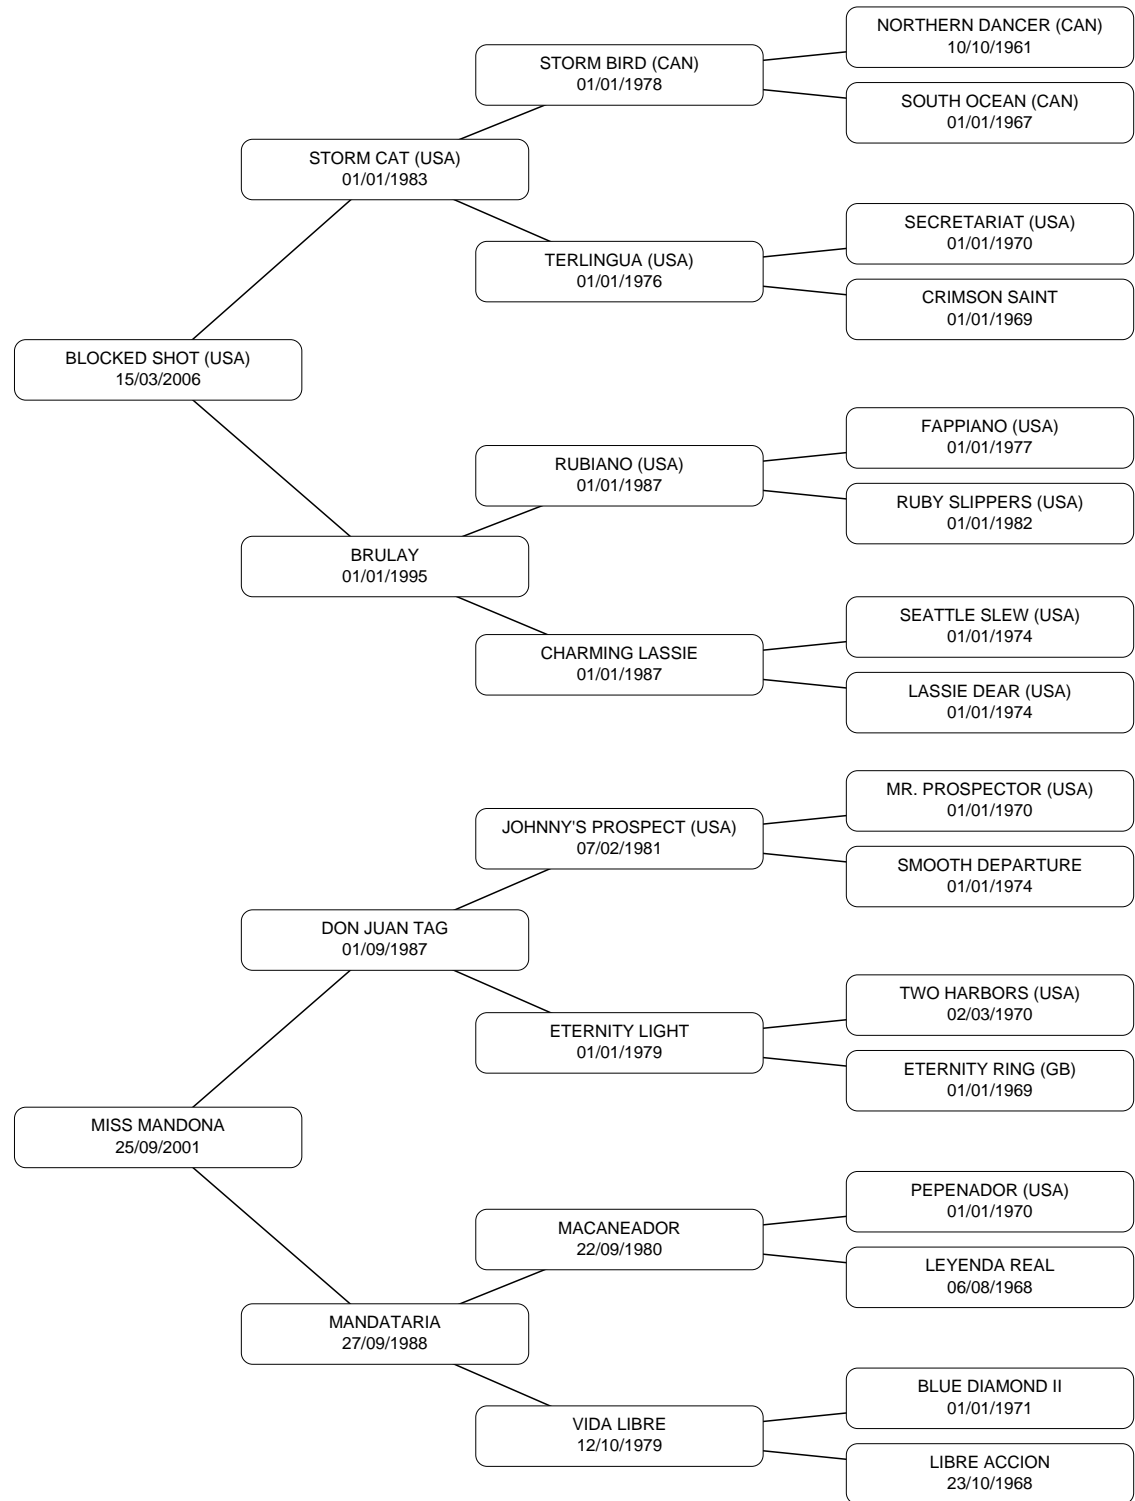 NORTHERN DANCER (CAN)
10/10/1961
STORM BIRD (CAN)
01/01/1978
SOUTH OCEAN (CAN)
01/01/1967
STORM CAT (USA)
01/01/1983
SECRETARIAT (USA)
01/01/1970
TERLINGUA (USA)
01/01/1976
CRIMSON SAINT
01/01/1969
BLOCKED SHOT (USA)
15/03/2006
FAPPIANO (USA)
01/01/1977
RUBIANO (USA)
01/01/1987
RUBY SLIPPERS (USA)
01/01/1982
BRULAY
01/01/1995
SEATTLE SLEW (USA)
01/01/1974
CHARMING LASSIE
01/01/1987
LASSIE DEAR (USA)
01/01/1974
MR. PROSPECTOR (USA)
01/01/1970
JOHNNY'S PROSPECT (USA)
07/02/1981
SMOOTH DEPARTURE
01/01/1974
DON JUAN TAG
01/09/1987
TWO HARBORS (USA)
02/03/1970
ETERNITY LIGHT
01/01/1979
ETERNITY RING (GB)
01/01/1969
MISS MANDONA
25/09/2001
PEPENADOR (USA)
01/01/1970
MACANEADOR
22/09/1980
LEYENDA REAL
06/08/1968
MANDATARIA
27/09/1988
BLUE DIAMOND II
01/01/1971
VIDA LIBRE
12/10/1979
LIBRE ACCION
23/10/1968